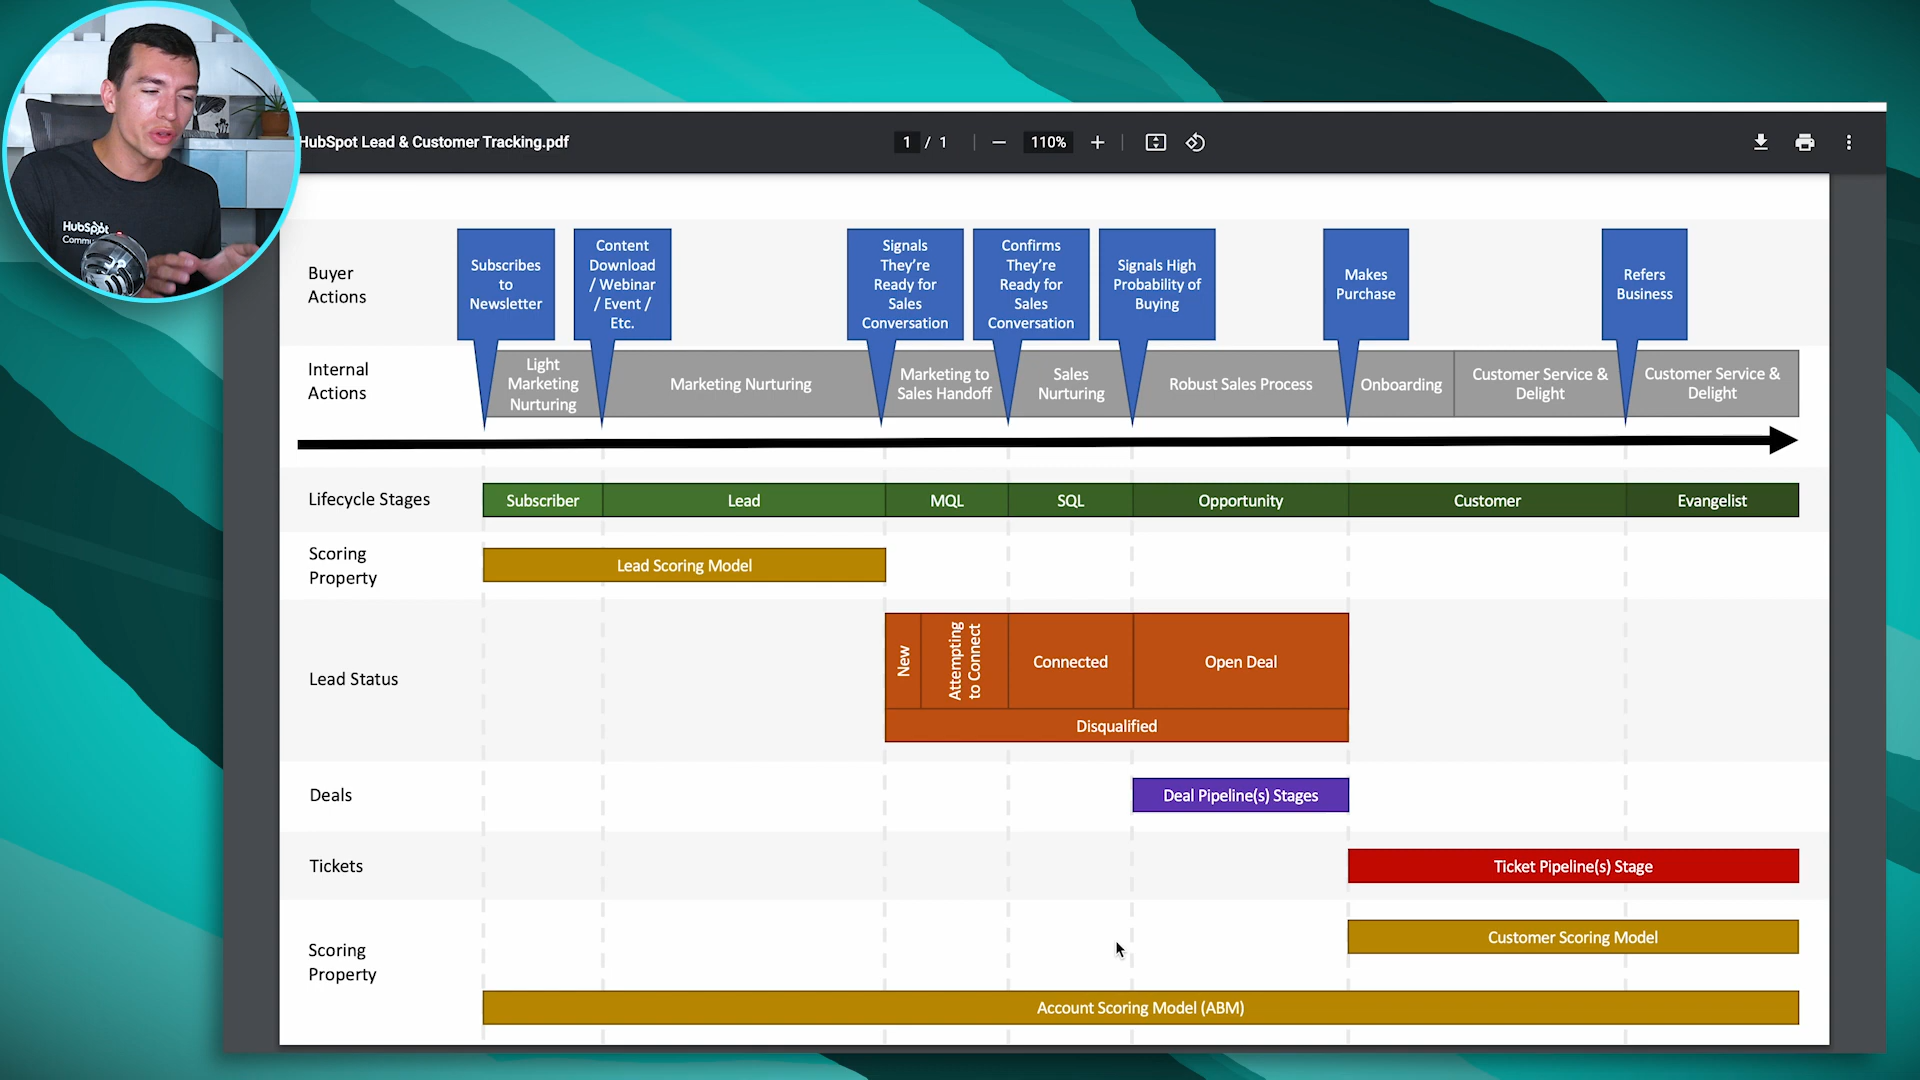 HubSpot Lead & Customer Tracking.pdf
1 / 1
110%
HubSpot
Buyer
Actions
Subscribes
to
Newsletter
Content
Download
/ Webinar
/ Event /
Etc.
Signals
They're
Ready for
Sales
Conversation
Confirms
They're
Ready for
Sales
Conversation
Signals High
Probability of
Buying
Makes
Purchase
Refers
Business
Internal
Actions
Light
Marketing
Nurturing
Marketing Nurturing
Marketing to
Sales Handoff
Sales
Nurturing
Robust Sales Process
Onboarding
Customer Service &
Delight
Customer Service &
Delight
Lifecycle Stages
Subscriber
Lead
MQL
SQL
Opportunity
Customer
Evangelist
Scoring
Property
Lead Scoring Model
Lead Status
New
Attempting
to Connect
Connected
Open Deal
Disqualified
Deals
Deal Pipeline(s) Stages
Tickets
Ticket Pipeline(s) Stage
Scoring
Property
Customer Scoring Model
Account Scoring Model (ABM)